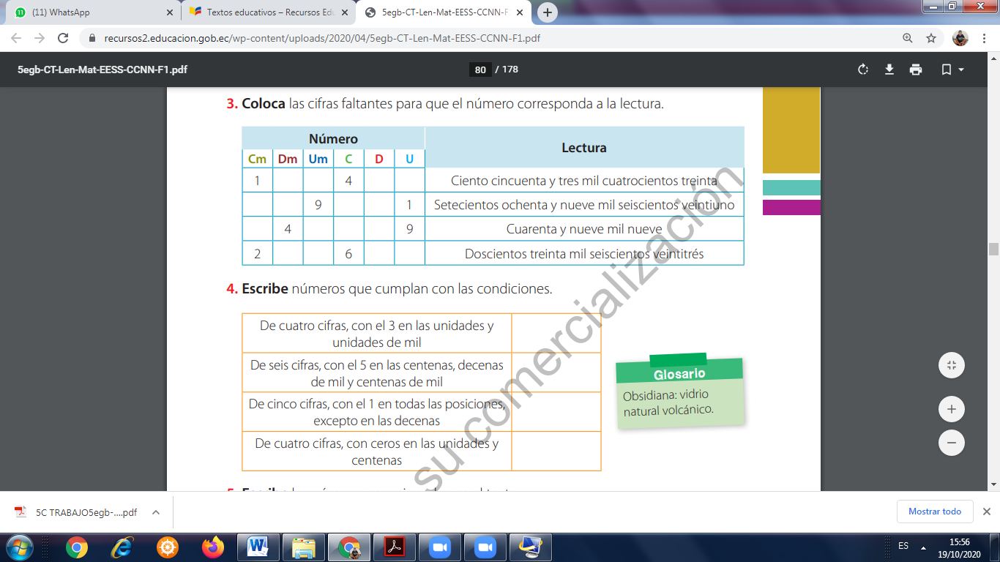 (11) WhatsApp
Textos educativos – Recursos Edu
5egb-CT-Len-Mat-EESS-CCNN-F
recursos2.educacion.gob.ec/wp-content/uploads/2020/04/5egb-CT-Len-Mat-EESS-CCNN-F1.pdf
5egb-CT-Len-Mat-EESS-CCNN-F1.pdf
80 / 178
3. Coloca las cifras faltantes para que el número corresponda a la lectura.
Número Lectura
Cm Dm Um C D U
1 4 Ciento cincuenta y tres mil cuatrocientos treinta
9 1 Setecientos ochenta y nueve mil seiscientos veintiuno
4 9 Cuarenta y nueve mil nueve
2 6 Doscientos treinta mil seiscientos veintitrés
4. Escribe números que cumplan con las condiciones.
De cuatro cifras, con el 3 en las unidades y
unidades de mil
De seis cifras, con el 5 en las centenas, decenas
de mil y centenas de mil
De cinco cifras, con el 1 en todas las posiciones,
excepto en las decenas
De cuatro cifras, con ceros en las unidades y
centenas
Glosario
Obsidiana: vidrio
natural volcánico.
su comercialización
5C TRABAJO5egb-....pdf
Mostrar todo
ES
15:56
19/10/2020